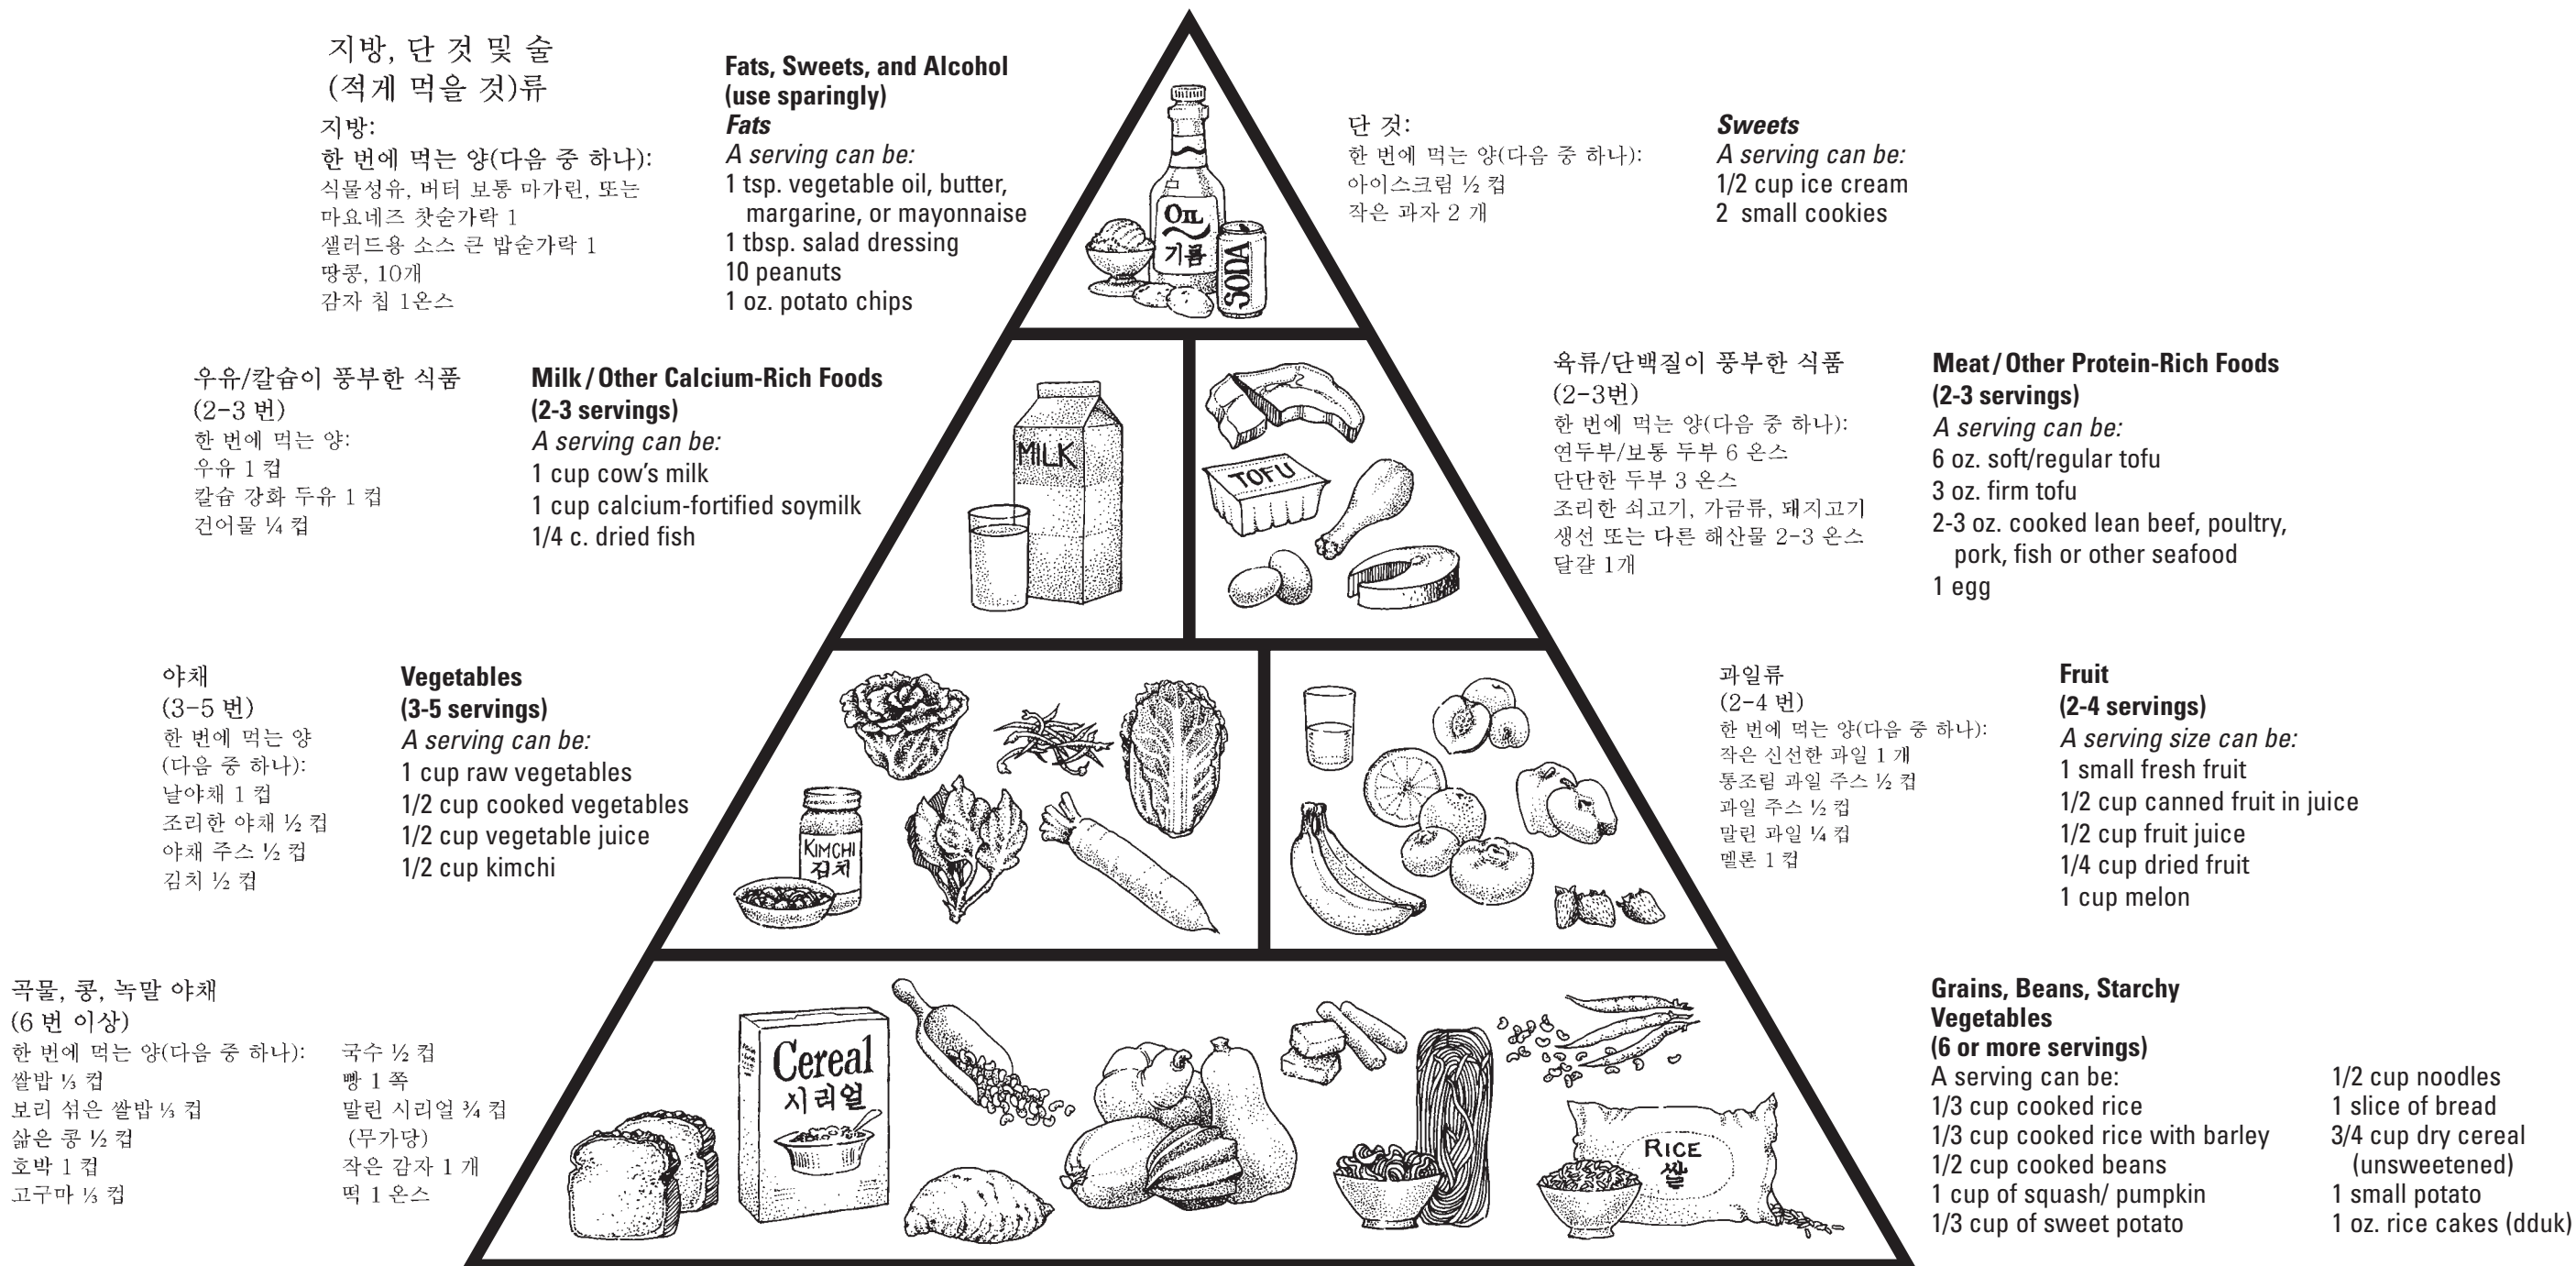 지방, 단 것 및 술
(적게 먹을 것)류
지방:
한 번에 먹는 양(다음 중 하나):
식물성유, 버터 보통 마가린, 또는
마요네즈 찻숟가락 1
샐러드용 소스 큰 밥숟가락 1
땅콩, 10개
감자 칩 1온스
Fats, Sweets, and Alcohol
(use sparingly)
Fats
A serving can be:
1 tsp. vegetable oil, butter,
margarine, or mayonnaise
1 tbsp. salad dressing
10 peanuts
1 oz. potato chips
OIL
기름
SODA
단 것:
한 번에 먹는 양(다음 중 하나):
아이스크림 ½ 컵
작은 과자 2 개
Sweets
A serving can be:
1/2 cup ice cream
2 small cookies
우유/칼슘이 풍부한 식품
(2-3 번)
한 번에 먹는 양:
우유 1 컵
칼슘 강화 두유 1 컵
건어물 ¼ 컵
Milk/Other Calcium-Rich Foods
(2-3 servings)
A serving can be:
1 cup cow's milk
1 cup calcium-fortified soymilk
1/4 c. dried fish
MILK
TOFU
육류/단백질이 풍부한 식품
(2-3번)
한 번에 먹는 양(다음 중 하나):
연두부/보통 두부 6 온스
단단한 두부 3 온스
조리한 쇠고기, 가금류, 돼지고기
생선 또는 다른 해산물 2-3 온스
달걀 1개
Meat/Other Protein-Rich Foods
(2-3 servings)
A serving can be:
6 oz. soft/regular tofu
3 oz. firm tofu
2-3 oz. cooked lean beef, poultry,
pork, fish or other seafood
1 egg
야채
(3-5 번)
한 번에 먹는 양
(다음 중 하나):
날야채 1 컵
조리한 야채 ½ 컵
야채 주스 ½ 컵
김치 ½ 컵
Vegetables
(3-5 servings)
A serving can be:
1 cup raw vegetables
1/2 cup cooked vegetables
1/2 cup vegetable juice
1/2 cup kimchi
KIMCHI
김치
과일류
(2-4 번)
한 번에 먹는 양(다음 중 하나):
작은 신선한 과일 1 개
통조림 과일 주스 ½ 컵
과일 주스 ½ 컵
말린 과일 ¼ 컵
멜론 1 컵
Fruit
(2-4 servings)
A serving size can be:
1 small fresh fruit
1/2 cup canned fruit in juice
1/2 cup fruit juice
1/4 cup dried fruit
1 cup melon
곡물, 콩, 녹말 야채
(6 번 이상)
한 번에 먹는 양(다음 중 하나):
쌀밥 ⅓ 컵
보리 섞은 쌀밥 ⅓ 컵
삶은 콩 ½ 컵
호박 1 컵
고구마 ⅓ 컵
국수 ½ 컵
빵 1 쪽
말린 시리얼 ¾ 컵
(무가당)
작은 감자 1 개
떡 1 온스
Cereal
시리얼
RICE
쌀
Grains, Beans, Starchy
Vegetables
(6 or more servings)
A serving can be:
1/3 cup cooked rice
1/3 cup cooked rice with barley
1/2 cup cooked beans
1 cup of squash/ pumpkin
1/3 cup of sweet potato
1/2 cup noodles
1 slice of bread
3/4 cup dry cereal
(unsweetened)
1 small potato
1 oz. rice cakes (dduk)